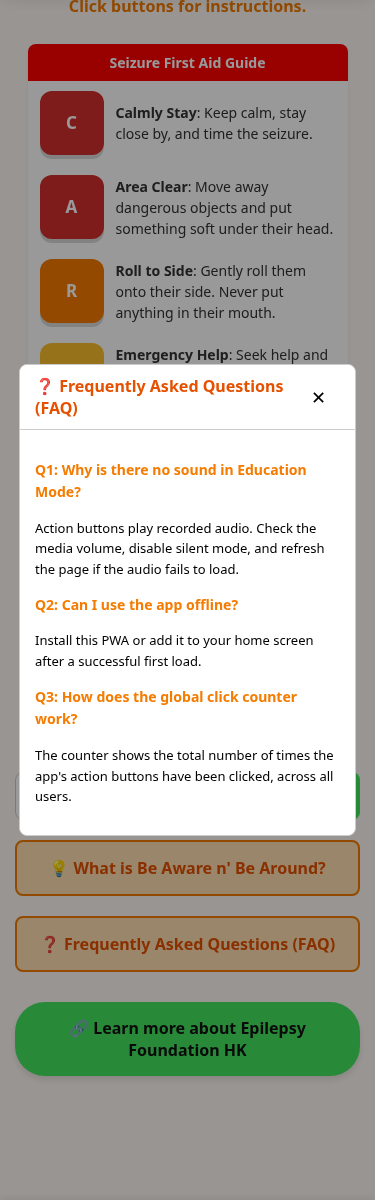 Click buttons for instructions.
Seizure First Aid Guide
C
Calmly Stay: Keep calm, stay
close by, and time the seizure.
A
Area Clear: Move away
dangerous objects and put
something soft under their head.
R
Roll to Side: Gently roll them
onto their side. Never put
anything in their mouth.
Emergency Help: Seek help and
❓ Frequently Asked Questions
(FAQ)
✕
Q1: Why is there no sound in Education
Mode?
Action buttons play recorded audio. Check the
media volume, disable silent mode, and refresh
the page if the audio fails to load.
Q2: Can I use the app offline?
Install this PWA or add it to your home screen
after a successful first load.
Q3: How does the global click counter
work?
The counter shows the total number of times the
app's action buttons have been clicked, across all
users.
💡 What is Be Aware n' Be Around?
❓ Frequently Asked Questions (FAQ)
🔗 Learn more about Epilepsy
Foundation HK